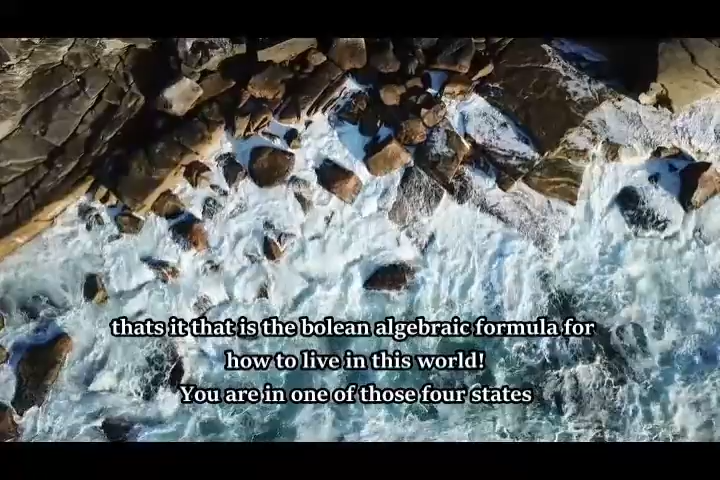 thats it that is the bolean algebraic formula for
how to live in this world!
You are in one of those four states